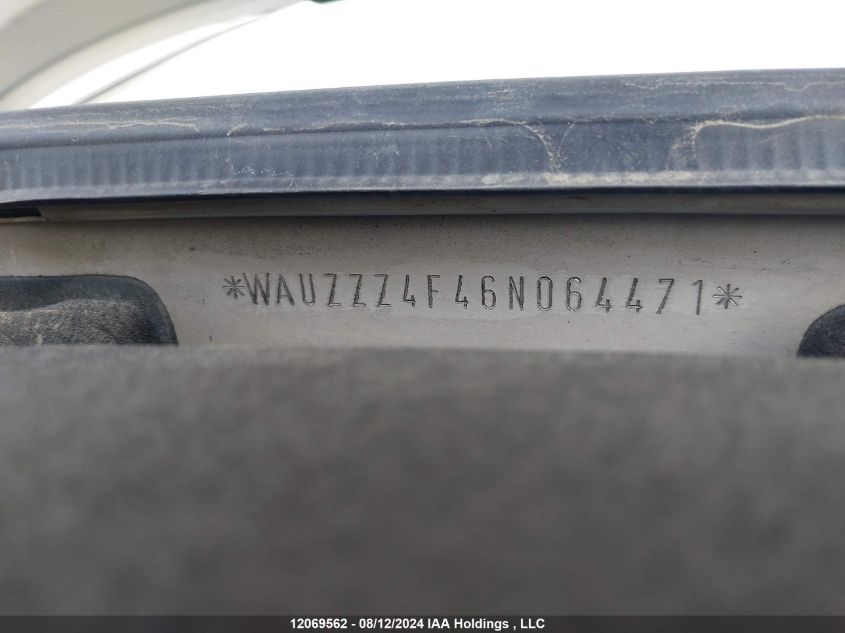 *WAUZZZ4F46N064471*
12069562 - 08/12/2024 IAA Holdings , LLC